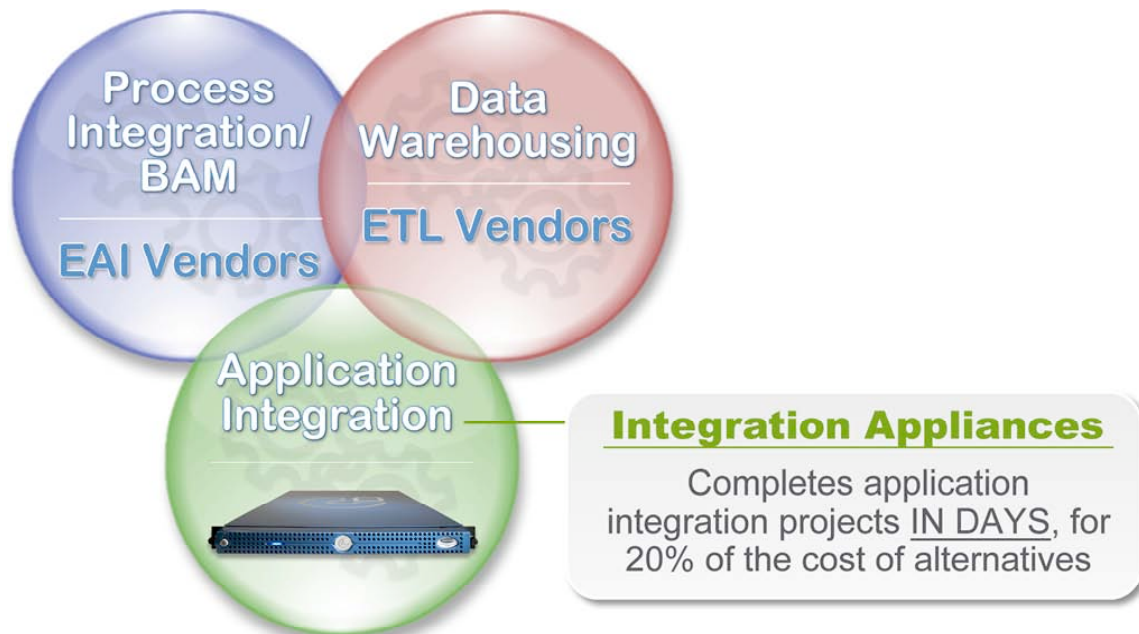 Process
Integration/
BAM
EAI Vendors
Data
Warehousing
ETL Vendors
Application
Integration
Integration Appliances
Completes application
integration projects IN DAYS, for
20% of the cost of alternatives